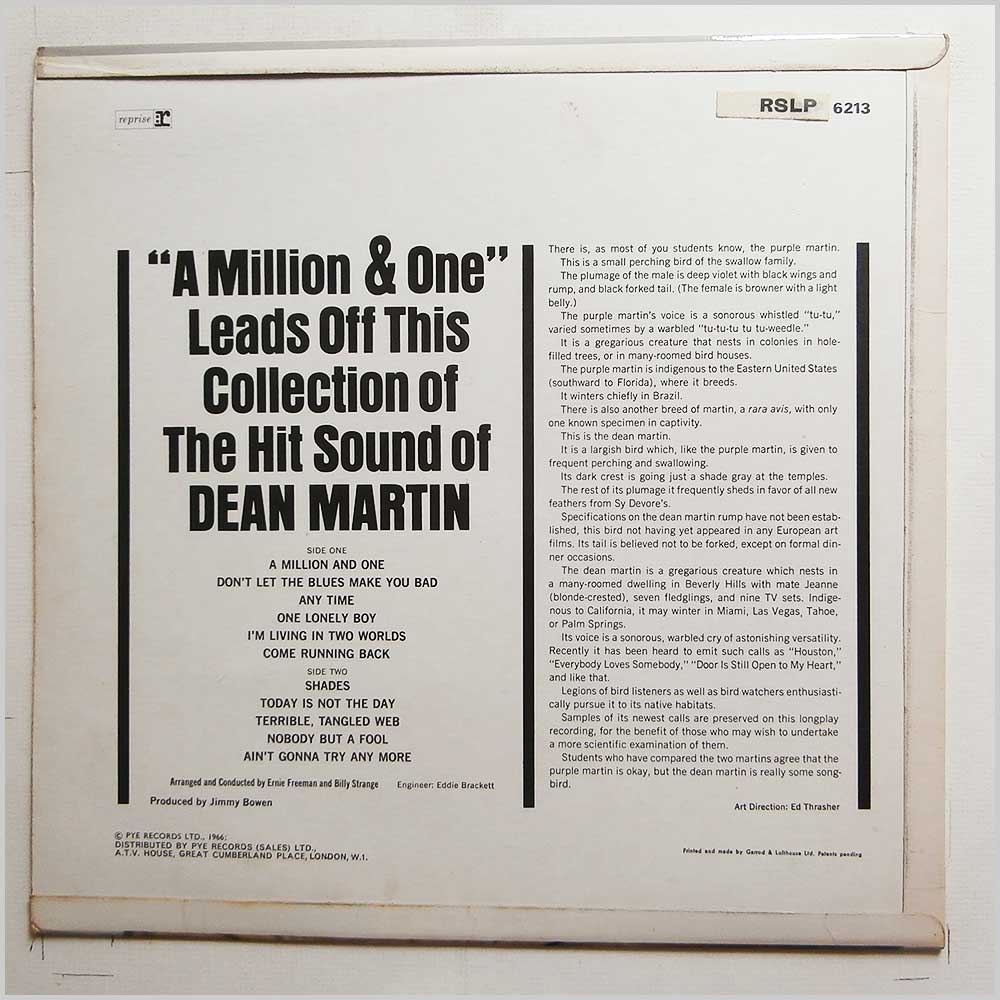 reprise r
RSLP 6213
“A Million & One”
Leads Off This
Collection of
The Hit Sound of
DEAN MARTIN
SIDE ONE
A MILLION AND ONE
DON'T LET THE BLUES MAKE YOU BAD
ANY TIME
ONE LONELY BOY
I'M LIVING IN TWO WORLDS
COME RUNNING BACK
SIDE TWO
SHADES
TODAY IS NOT THE DAY
TERRIBLE, TANGLED WEB
NOBODY BUT A FOOL
AIN'T GONNA TRY ANY MORE
Arranged and Conducted by Ernie Freeman and Billy Strange Engineer: Eddie Brackett
Produced by Jimmy Bowen
There is, as most of you students know, the purple martin.
This is a small perching bird of the swallow family.
The plumage of the male is deep violet with black wings and
rump, and black forked tail. (The female is browner with a light
belly.)
The purple martin's voice is a sonorous whistled “tu-tu,”
varied sometimes by a warbled “tu-tu-tu tu tu-weedle.”
It is a gregarious creature that nests in colonies in hole-
filled trees, or in many-roomed bird houses.
The purple martin is indigenous to the Eastern United States
(southward to Florida), where it breeds.
It winters chiefly in Brazil.
There is also another breed of martin, a rara avis, with only
one known specimen in captivity.
This is the dean martin.
It is a largish bird which, like the purple martin, is given to
frequent perching and swallowing.
Its dark crest is going just a shade gray at the temples.
The rest of its plumage it frequently sheds in favor of all new
feathers from Sy Devore's.
Specifications on the dean martin rump have not been estab-
lished, this bird not having yet appeared in any European art
films. Its tail is believed not to be forked, except on formal din-
ner occasions.
The dean martin is a gregarious creature which nests in
a many-roomed dwelling in Beverly Hills with mate Jeanne
(blonde-crested), seven fledglings, and nine TV sets. Indige-
nous to California, it may winter in Miami, Las Vegas, Tahoe,
or Palm Springs.
Its voice is a sonorous, warbled cry of astonishing versatility.
Recently it has been heard to emit such calls as “Houston,”
“Everybody Loves Somebody,” “Door Is Still Open to My Heart,”
and like that.
Legions of bird listeners as well as bird watchers enthusiasti-
cally pursue it to its native habitats.
Samples of its newest calls are preserved on this longplay
recording, for the benefit of those who may wish to undertake
a more scientific examination of them.
Students who have compared the two martins agree that the
purple martin is okay, but the dean martin is really some song-
bird.
Art Direction: Ed Thrasher
© PYE RECORDS LTD., 1966;
DISTRIBUTED BY PYE RECORDS (SALES) LTD.,
A.T.V. HOUSE, GREAT CUMBERLAND PLACE, LONDON, W.1.
Printed and made by Garrod & Lofthouse Ltd. Patents pending